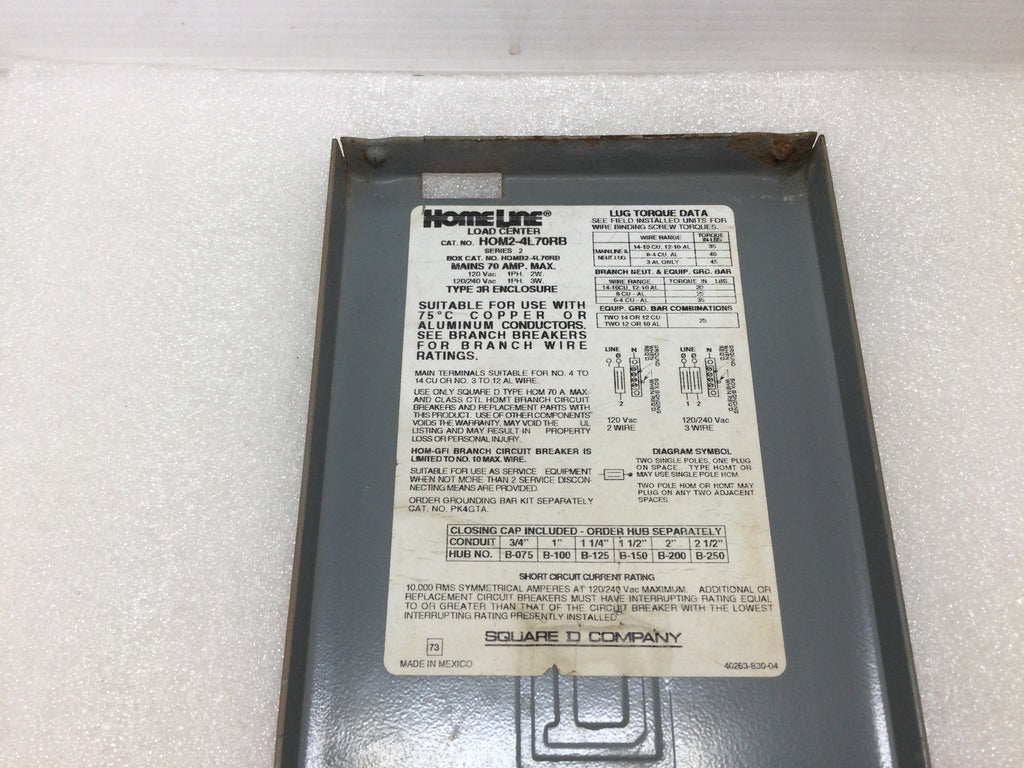 HOMELINE®
LOAD CENTER
CAT. NO. HOM2-4L70RB
SERIES 2
BOX CAT. NO. HOMB2-4L70RB
MAINS 70 AMP. MAX.
120 Vac 1PH. 2W.
120/240 Vac 1PH. 3W.
TYPE 3R ENCLOSURE
SUITABLE FOR USE WITH
75°C COPPER OR
ALUMINUM CONDUCTORS.
SEE BRANCH BREAKERS
FOR BRANCH WIRE
RATINGS.
MAIN TERMINALS SUITABLE FOR NO. 4 TO
14 CU OR NO. 3 TO 12 AL WIRE.
USE ONLY SQUARE D TYPE HOM 70 A. MAX.
AND CLASS CTL HOMT BRANCH CIRCUIT
BREAKERS AND REPLACEMENT PARTS WITH
THIS PRODUCT. USE OF OTHER COMPONENTS
VOIDS THE WARRANTY, MAY VOID THE UL
LISTING AND MAY RESULT IN PROPERTY
LOSS OR PERSONAL INJURY.
HOM-GFI BRANCH CIRCUIT BREAKER IS
LIMITED TO NO. 10 MAX. WIRE.
SUITABLE FOR USE AS SERVICE EQUIPMENT
WHEN NOT MORE THAN 2 SERVICE DISCON-
NECTING MEANS ARE PROVIDED.
ORDER GROUNDING BAR KIT SEPARATELY
CAT. NO. PK4GTA.
LUG TORQUE DATA
SEE FIELD INSTALLED UNITS FOR
WIRE BINDING SCREW TORQUES.
WIRE RANGE TORQUE IN-LBS
MAIN LINE & NEUT LUG
14-10 CU, 12-10 AL 35
8-4 CU, AL 40
3 AL ONLY 45
BRANCH NEUT. & EQUIP. GRD. BAR
WIRE RANGE TORQUE IN LBS.
14-10CU, 12-10 AL 20
8 CU - AL 25
6-4 CU - AL 35
EQUIP. GRD. BAR COMBINATIONS
TWO 14 OR 12 CU
TWO 12 OR 10 AL 25
LINE N LINE N
2 1 2
120 Vac 120/240 Vac
2 WIRE 3 WIRE
DIAGRAM SYMBOL
TWO SINGLE POLES, ONE PLUG
ON SPACE. TYPE HOMT OR
MAY USE SINGLE POLE HOM.
TWO POLE HOM OR HOMT MAY
PLUG ON ANY TWO ADJACENT
SPACES.
CLOSING CAP INCLUDED - ORDER HUB SEPARATELY
CONDUIT 3/4" 1" 1 1/4" 1 1/2" 2" 2 1/2"
HUB NO. B-075 B-100 B-125 B-150 B-200 B-250
SHORT CIRCUIT CURRENT RATING
10,000 RMS SYMMETRICAL AMPERES AT 120/240 Vac MAXIMUM. ADDITIONAL OR
REPLACEMENT CIRCUIT BREAKERS MUST HAVE INTERRUPTING RATING EQUAL
TO OR GREATER THAN THAT OF THE CIRCUIT BREAKER WITH THE LOWEST
INTERRUPTING RATING PRESENTLY INSTALLED.
SQUARE D COMPANY
73
MADE IN MEXICO 40263-830-04
D